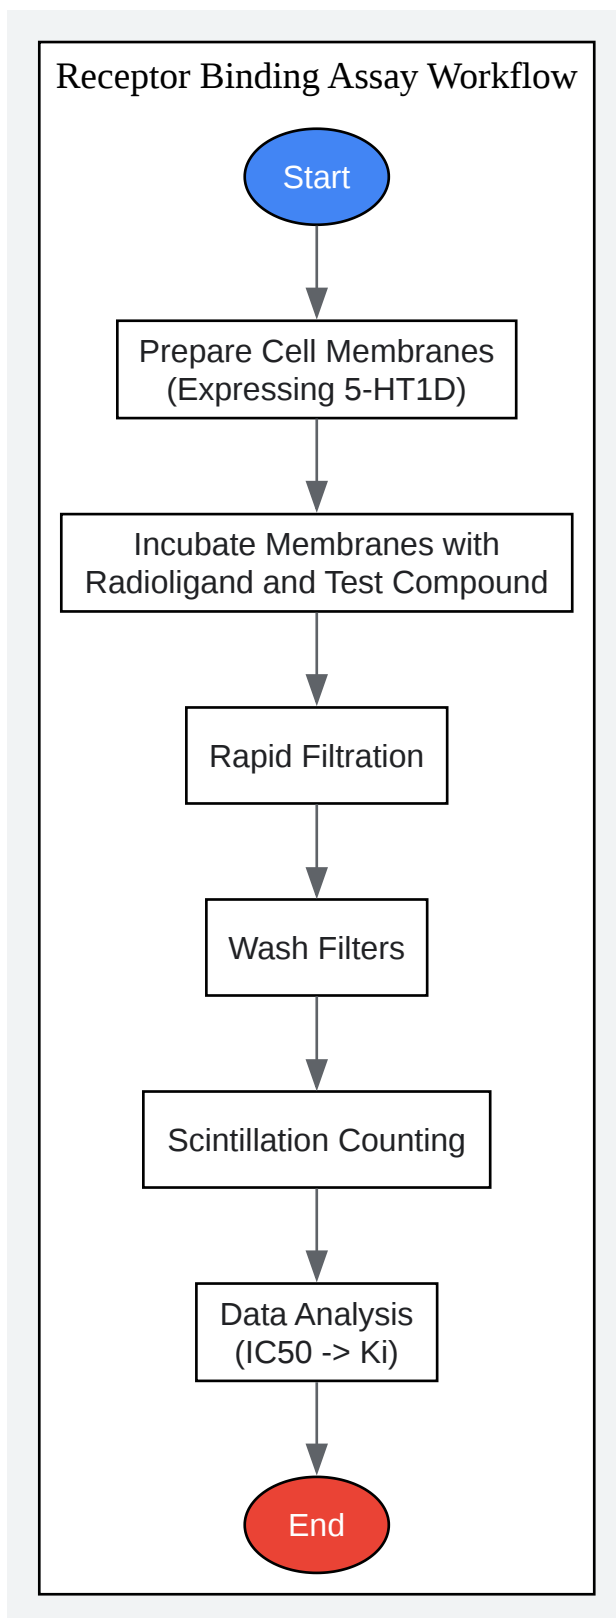 Receptor Binding Assay Workflow
Start
Prepare Cell Membranes
(Expressing 5-HT1D)
Incubate Membranes with
Radioligand and Test Compound
Rapid Filtration
Wash Filters
Scintillation Counting
Data Analysis
(IC50 -> Ki)
End